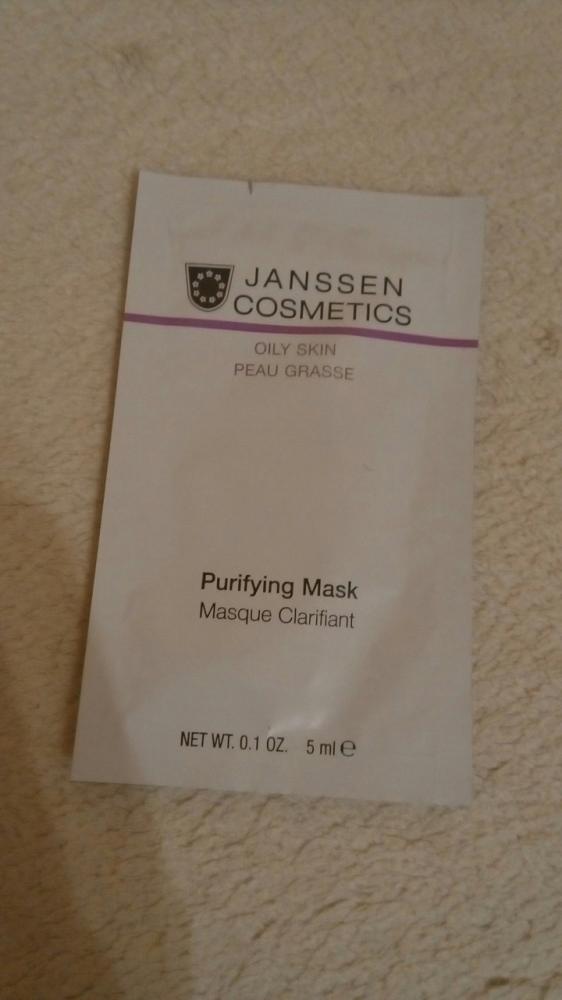 JANSSEN
COSMETICS
OILY SKIN
PEAU GRASSE
Purifying Mask
Masque Clarifiant
NET WT. 0.1 OZ. 5 ml ℮